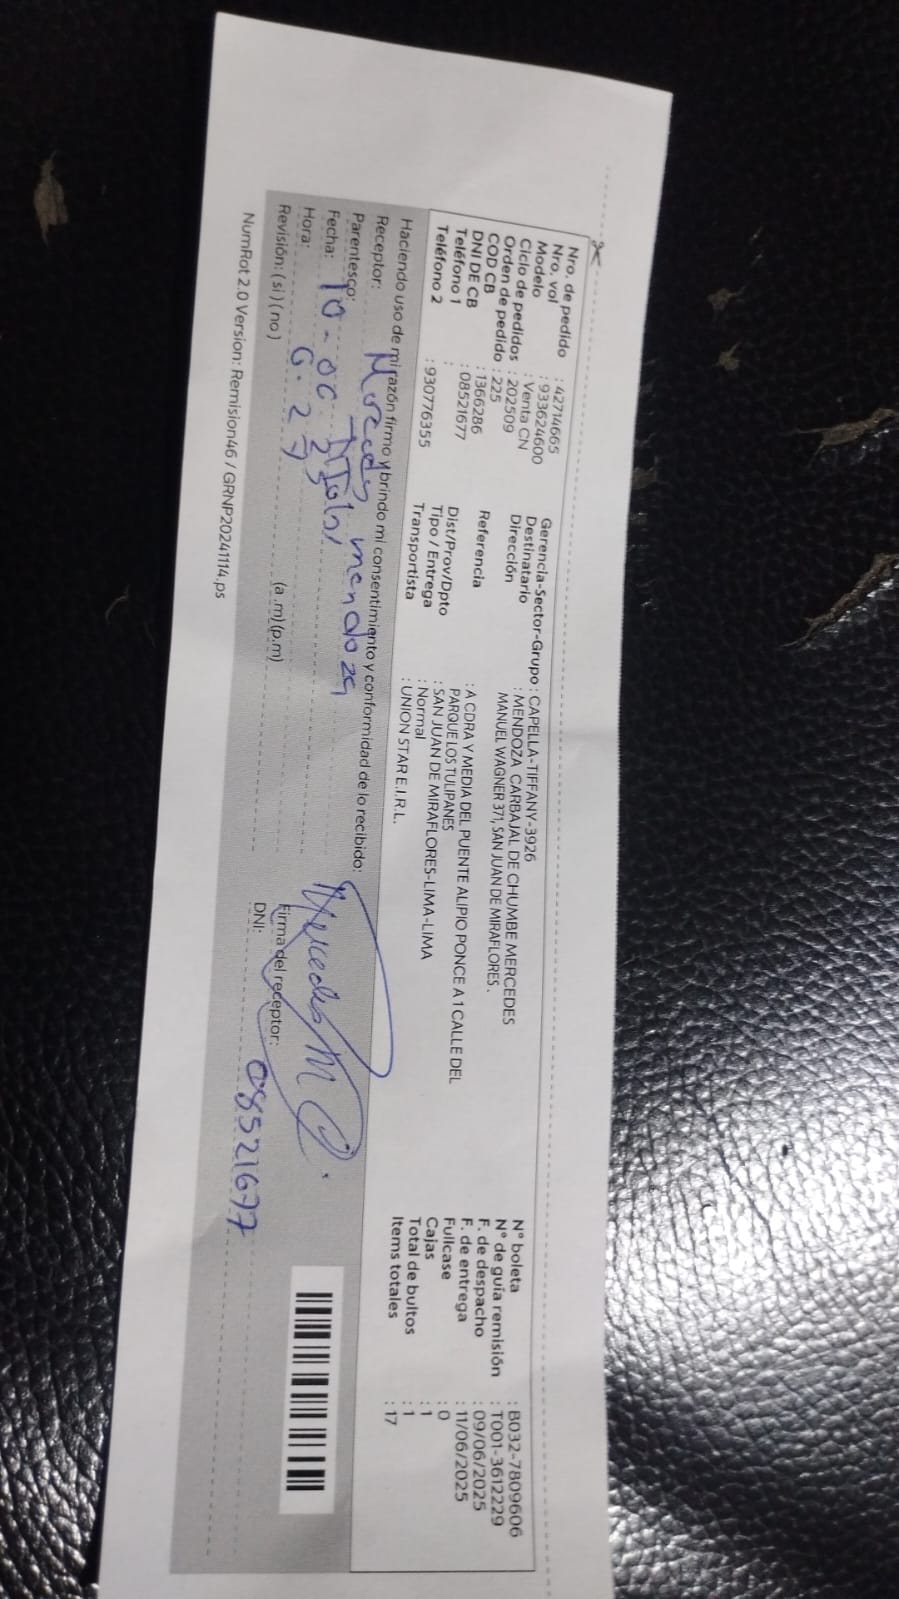 Nro. de pedido : 42714665
Nro. vol : 933624600
Modelo : Venta CN
Ciclo de pedidos : 202509
Orden de pedido : 225
COD CB : 1366286
DNI DE CB : 08521677
Teléfono 1 :
Teléfono 2 : 930776355
Gerencia-Sector-Grupo : CAPELLA-TIFFANY-3926
Destinatario : MENDOZA CARBAJAL DE CHUMBE MERCEDES
Dirección MANUEL WAGNER 371, SAN JUAN DE MIRAFLORES .
Referencia : A CDRA Y MEDIA DEL PUENTE ALIPIO PONCE A 1 CALLE DEL
PARQUE LOS TULIPANES
Dist/Prov/Dpto : SAN JUAN DE MIRAFLORES-LIMA-LIMA
Tipo / Entrega : Normal
Transportista : UNION STAR E.I.R.L.
N° boleta : B032-7809606
N° de guía remisión : T001-3612229
F. de despacho : 09/06/2025
F. de entrega : 11/06/2025
Fullcase : 0
Cajas : 1
Total de bultos : 1
Items totales : 17
Haciendo uso de mi razón firmo y brindo mi consentimiento y conformidad de lo recibido:
Receptor: mendoza
Parentesco:
Fecha: 10-
Hora: (a .m)(p.m)
Revisión: ( si ) ( no )
Mercedes M
Firma del receptor:
DNI: 08521677
NumRot 2.0 Version: Remision46 / GRNP20241114.ps